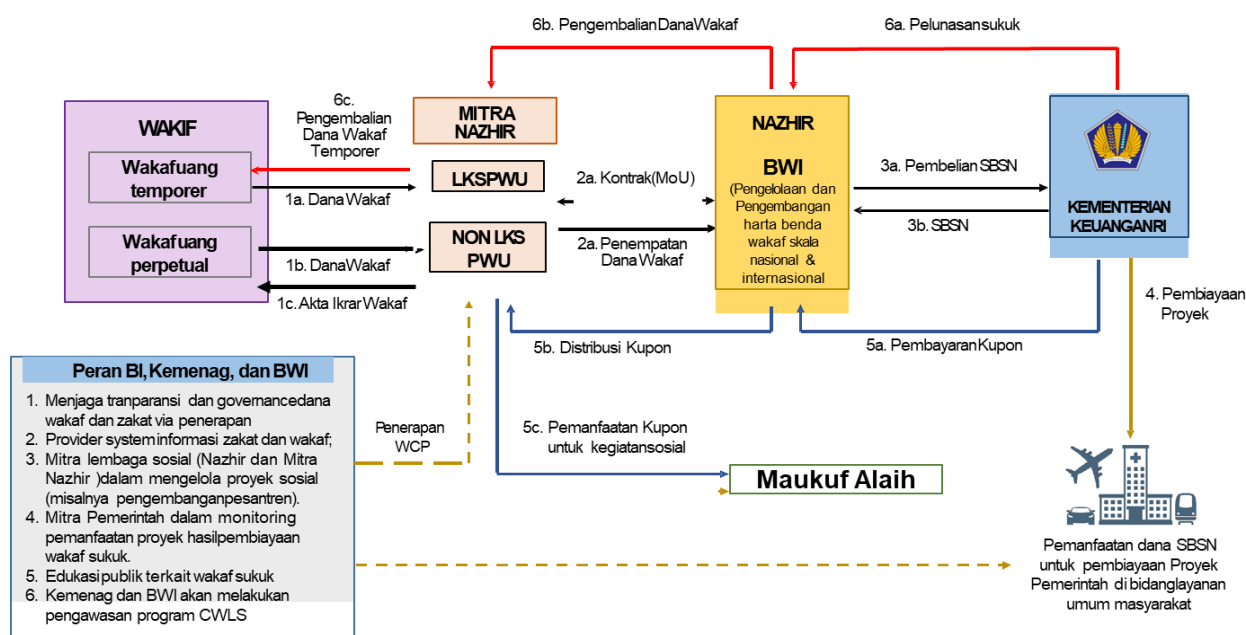 6b. Pengembalian DanaWakaf
6a. Pelunasansukuk
WAKIF
Wakafuang
temporer
Wakafuang
perpetual
6c.
Pengembalian
Dana Wakaf
Temporer
1a. DanaWakaf
1b. DanaWakaf
1c. Akta IkrarWakaf
MITRA
NAZHIR
LKSPWU
NON LKS
PWU
2a. Kontrak(MoU)
2a. Penempatan
Dana Wakaf
NAZHIR
BWI
(Pengelolaan dan
Pengembangan
harta benda
wakaf skala
nasional &
internasional
3a. Pembelian SBSN
3b. SBSN
KEMENTERIAN
KEUANGANRI
4. Pembiayaan
Proyek
5b. Distribusi Kupon
5a. Pembayaran Kupon
Peran BI, Kemenag, dan BWI
1. Menjaga tranparansi dan governancedana
wakaf dan zakat via penerapan
2. Provider systeminformasi zakat dan wakaf;
3. Mitra lembaga sosial (Nazhir dan Mitra
Nazhir )dalam mengelola proyek sosial
(misalnya pengembanganpesantren).
4. Mitra Pemerintah dalam monitoring
pemanfaatan proyek hasilpembiayaan
wakaf sukuk.
5. Edukasi publik terkait wakaf sukuk
6. Kemenag dan BWI akan melakukan
pengawasan program CWLS
Penerapan
WCP
5c. Pemanfaatan Kupon
untuk kegiatansosial
Maukuf Alaih
Pemanfaatan dana SBSN
untuk pembiayaan Proyek
Pemerintah di bidanglayanan
umum masyarakat